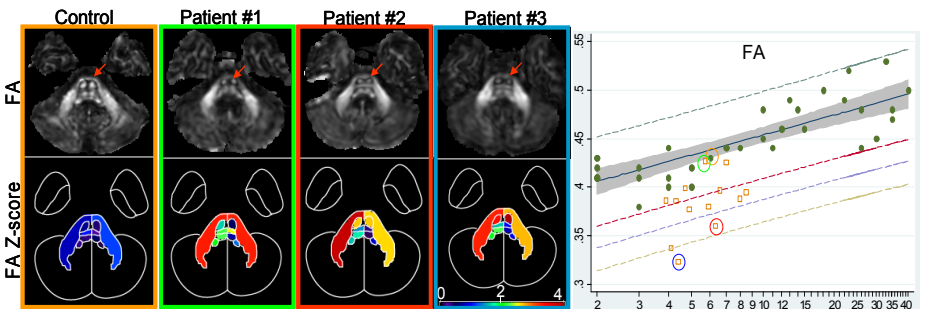 Control Patient #1 Patient #2 Patient #3
FA
FA Z-score
0 2 4
FA
.55
.5
.45
.4
.35
.3
2 3 4 5 6 7 8 9 10 15 20 25 30 35 40